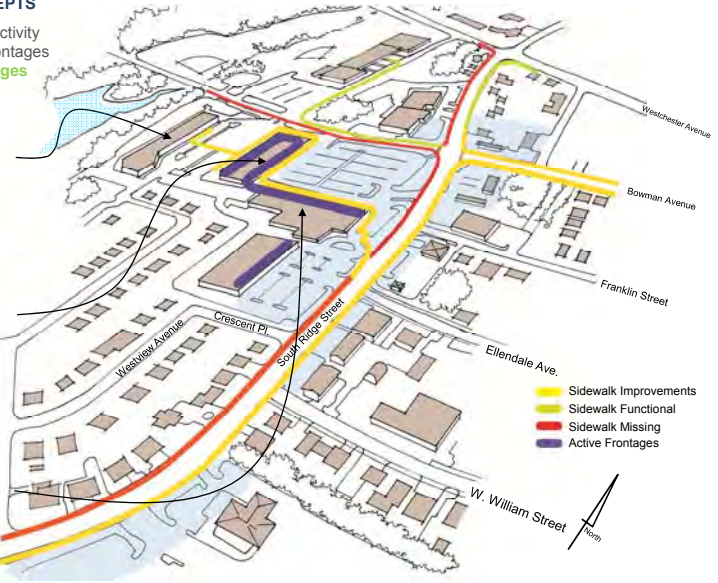 EPTS
ctivity
ontages
ges
Westchester Avenue
Bowman Avenue
Franklin Street
Crescent Pl.
South Ridge Street
Westview Avenue
Ellendale Ave.
Sidewalk Improvements
Sidewalk Functional
Sidewalk Missing
Active Frontages
W. William Street
North